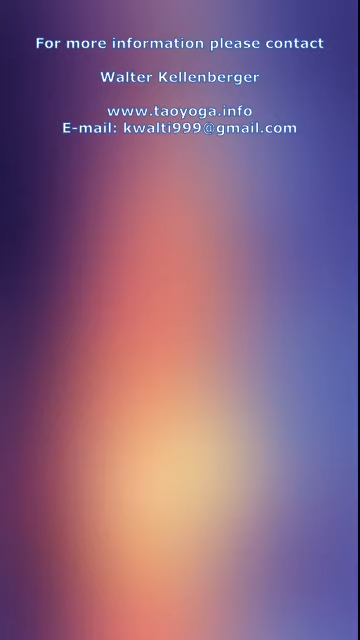 For more information please contact
Walter Kellenberger
www.taoyoga.info
E-mail: kwalti999@gmail.com